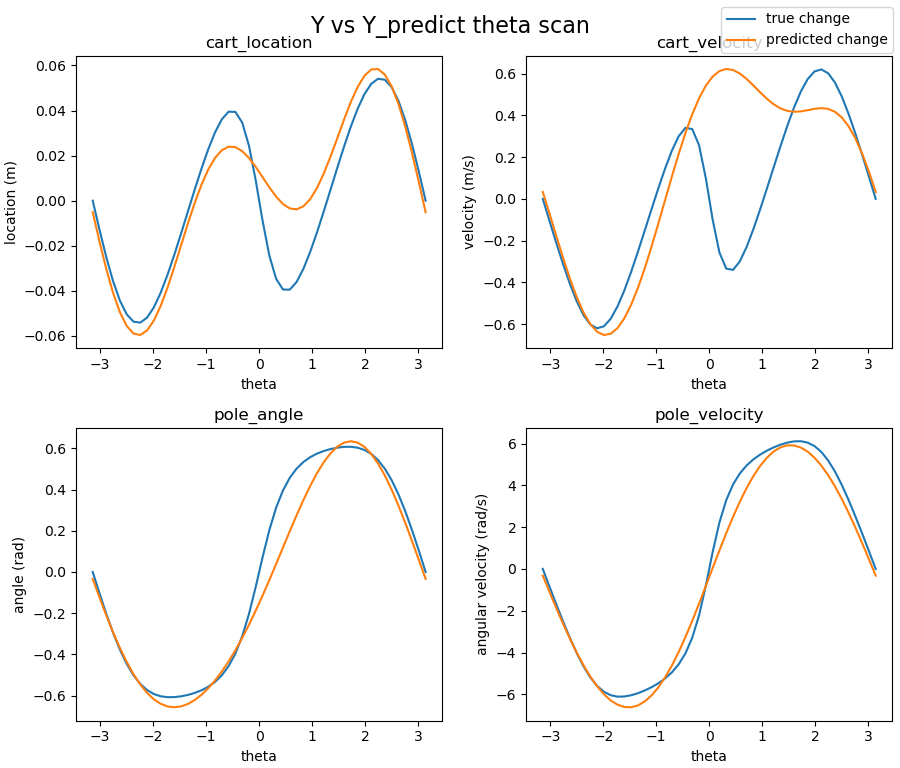 Y vs Y_predict theta scan
true change
predicted change
cart_location
cart_velocity
0.06
0.04
0.02
0.00
−0.02
−0.04
−0.06
location (m)
−3 −2 −1 0 1 2 3
theta
0.6
0.4
0.2
0.0
−0.2
−0.4
−0.6
velocity (m/s)
−3 −2 −1 0 1 2 3
theta
pole_angle
0.6
0.4
0.2
0.0
−0.2
−0.4
−0.6
angle (rad)
−3 −2 −1 0 1 2 3
theta
pole_velocity
6
4
2
0
−2
−4
−6
angular velocity (rad/s)
−3 −2 −1 0 1 2 3
theta